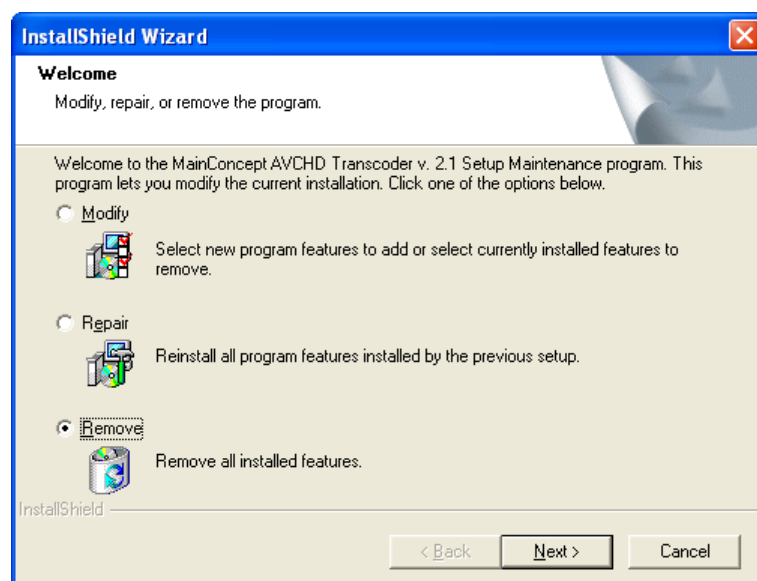 InstallShield Wizard
Welcome
Modify, repair, or remove the program.
Welcome to the MainConcept AVCHD Transcoder v. 2.1 Setup Maintenance program. This
program lets you modify the current installation. Click one of the options below.
Modify
Select new program features to add or select currently installed features to
remove.
Repair
Reinstall all program features installed by the previous setup.
Remove
Remove all installed features.
InstallShield
< Back Next > Cancel